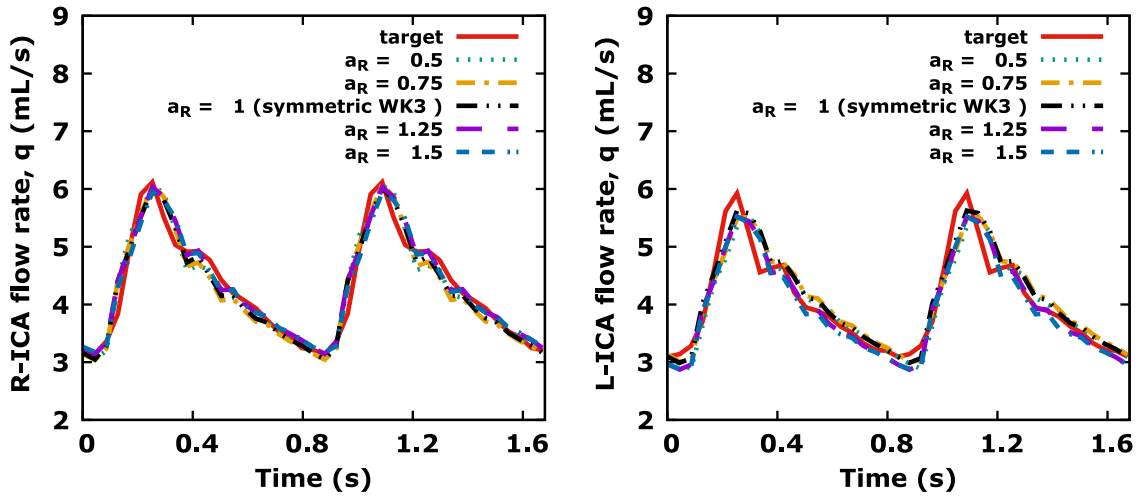 R-ICA flow rate, q (mL/s)
9
8
7
6
5
4
3
2
target
a_R = 0.5
a_R = 0.75
a_R = 1 (symmetric WK3 )
a_R = 1.25
a_R = 1.5
0 0.4 0.8 1.2 1.6
Time (s)
L-ICA flow rate, q (mL/s)
9
8
7
6
5
4
3
2
target
a_R = 0.5
a_R = 0.75
a_R = 1 (symmetric WK3 )
a_R = 1.25
a_R = 1.5
0 0.4 0.8 1.2 1.6
Time (s)